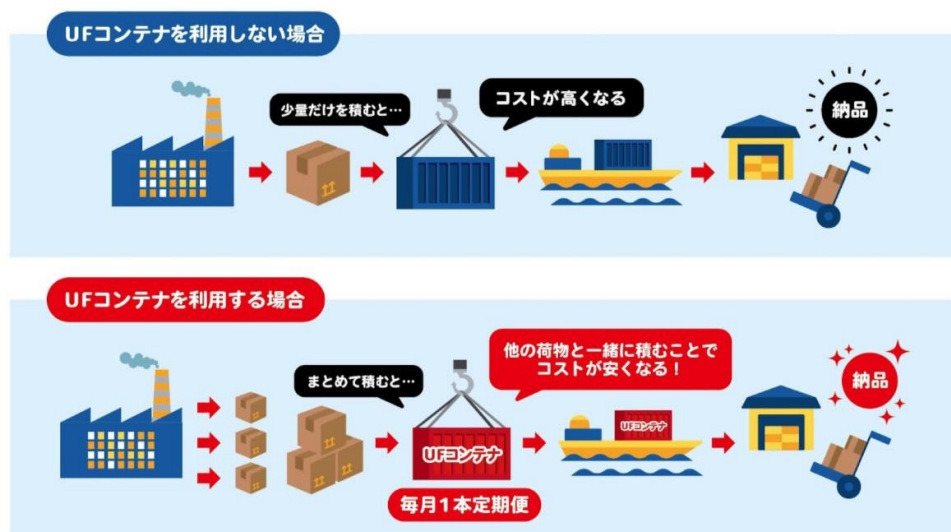 UFコンテナを利用しない場合
少量だけを積むと…
コストが高くなる
納品
UFコンテナを利用する場合
まとめて積むと…
他の荷物と一緒に積むことで
コストが安くなる！
納品
UFコンテナ
UFコンテナ
毎月1本定期便